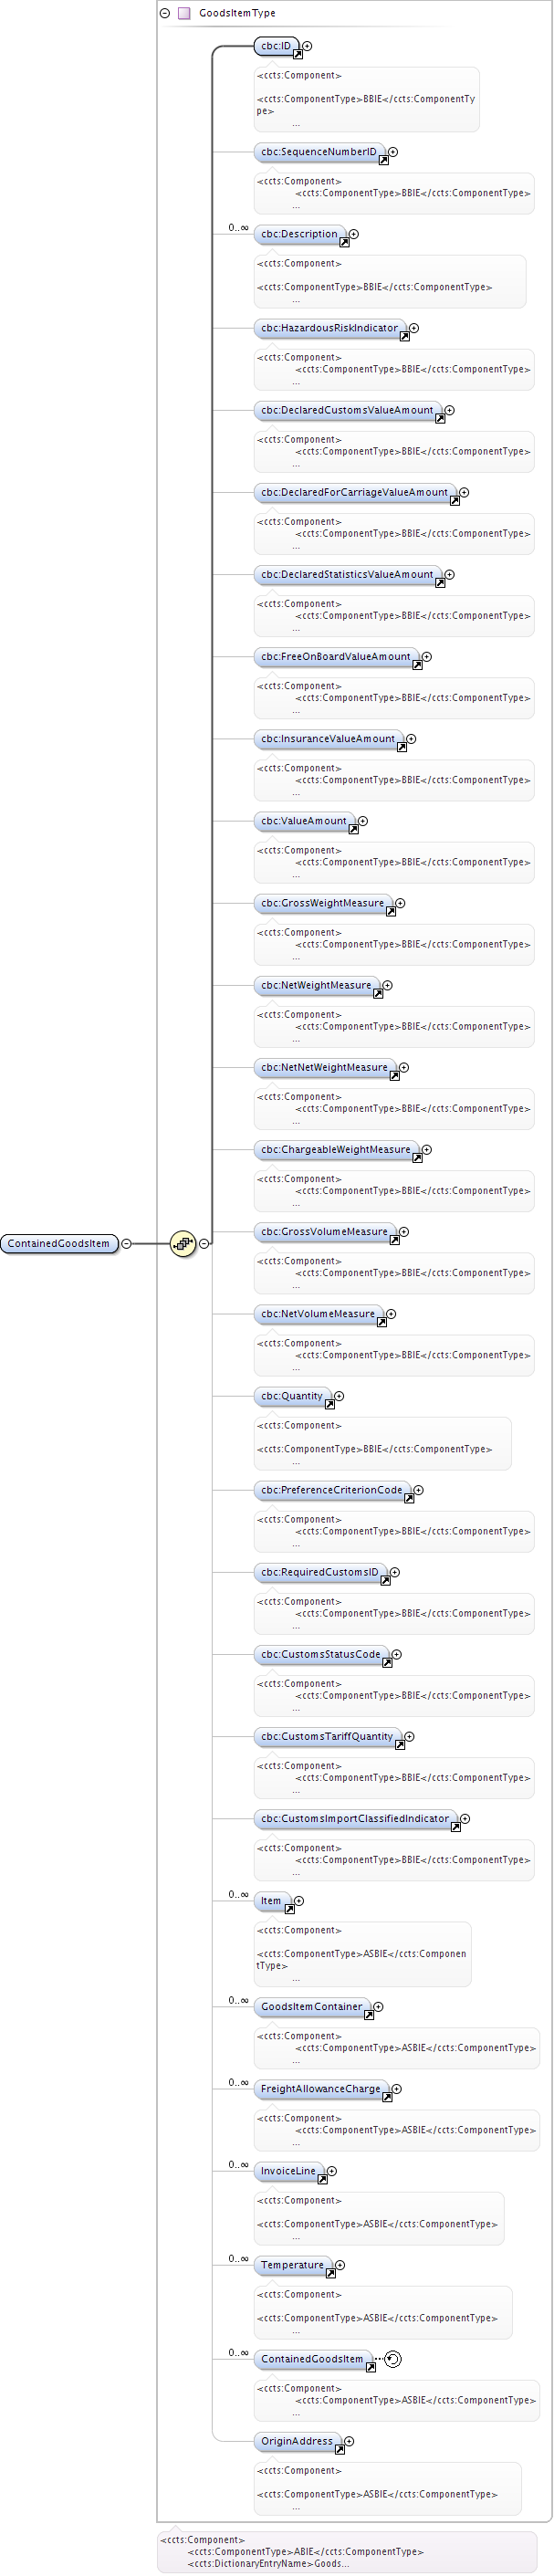 GoodsItemType
cbc:ID
<ccts:Component>
<ccts:ComponentType>BBIE</ccts:ComponentTy
pe>
...
cbc:SequenceNumberID
<ccts:Component>
<ccts:ComponentType>BBIE</ccts:ComponentType>
...
0..∞
cbc:Description
<ccts:Component>
<ccts:ComponentType>BBIE</ccts:ComponentType>
...
cbc:HazardousRiskIndicator
<ccts:Component>
<ccts:ComponentType>BBIE</ccts:ComponentType>
...
cbc:DeclaredCustomsValueAmount
<ccts:Component>
<ccts:ComponentType>BBIE</ccts:ComponentType>
...
cbc:DeclaredForCarriageValueAmount
<ccts:Component>
<ccts:ComponentType>BBIE</ccts:ComponentType>
...
cbc:DeclaredStatisticsValueAmount
<ccts:Component>
<ccts:ComponentType>BBIE</ccts:ComponentType>
...
cbc:FreeOnBoardValueAmount
<ccts:Component>
<ccts:ComponentType>BBIE</ccts:ComponentType>
...
cbc:InsuranceValueAmount
<ccts:Component>
<ccts:ComponentType>BBIE</ccts:ComponentType>
...
cbc:ValueAmount
<ccts:Component>
<ccts:ComponentType>BBIE</ccts:ComponentType>
...
cbc:GrossWeightMeasure
<ccts:Component>
<ccts:ComponentType>BBIE</ccts:ComponentType>
...
cbc:NetWeightMeasure
<ccts:Component>
<ccts:ComponentType>BBIE</ccts:ComponentType>
...
cbc:NetNetWeightMeasure
<ccts:Component>
<ccts:ComponentType>BBIE</ccts:ComponentType>
...
cbc:ChargeableWeightMeasure
<ccts:Component>
<ccts:ComponentType>BBIE</ccts:ComponentType>
...
cbc:GrossVolumeMeasure
ContainedGoodsItem
<ccts:Component>
<ccts:ComponentType>BBIE</ccts:ComponentType>
...
cbc:NetVolumeMeasure
<ccts:Component>
<ccts:ComponentType>BBIE</ccts:ComponentType>
...
cbc:Quantity
<ccts:Component>
<ccts:ComponentType>BBIE</ccts:ComponentType>
...
cbc:PreferenceCriterionCode
<ccts:Component>
<ccts:ComponentType>BBIE</ccts:ComponentType>
...
cbc:RequiredCustomsID
<ccts:Component>
<ccts:ComponentType>BBIE</ccts:ComponentType>
...
cbc:CustomsStatusCode
<ccts:Component>
<ccts:ComponentType>BBIE</ccts:ComponentType>
...
cbc:CustomsTariffQuantity
<ccts:Component>
<ccts:ComponentType>BBIE</ccts:ComponentType>
...
cbc:CustomsImportClassifiedIndicator
<ccts:Component>
<ccts:ComponentType>BBIE</ccts:ComponentType>
...
0..∞
Item
<ccts:Component>
<ccts:ComponentType>ASBIE</ccts:Componen
tType>
...
0..∞
GoodsItemContainer
<ccts:Component>
<ccts:ComponentType>ASBIE</ccts:ComponentType>
...
0..∞
FreightAllowanceCharge
<ccts:Component>
<ccts:ComponentType>ASBIE</ccts:ComponentType>
...
0..∞
InvoiceLine
<ccts:Component>
<ccts:ComponentType>ASBIE</ccts:ComponentType>
...
0..∞
Temperature
<ccts:Component>
<ccts:ComponentType>ASBIE</ccts:ComponentType>
...
0..∞
ContainedGoodsItem
<ccts:Component>
<ccts:ComponentType>ASBIE</ccts:ComponentType>
...
OriginAddress
<ccts:Component>
<ccts:ComponentType>ASBIE</ccts:ComponentType>
...
<ccts:Component>
<ccts:ComponentType>ABIE</ccts:ComponentType>
<ccts:DictionaryEntryName>Goods...